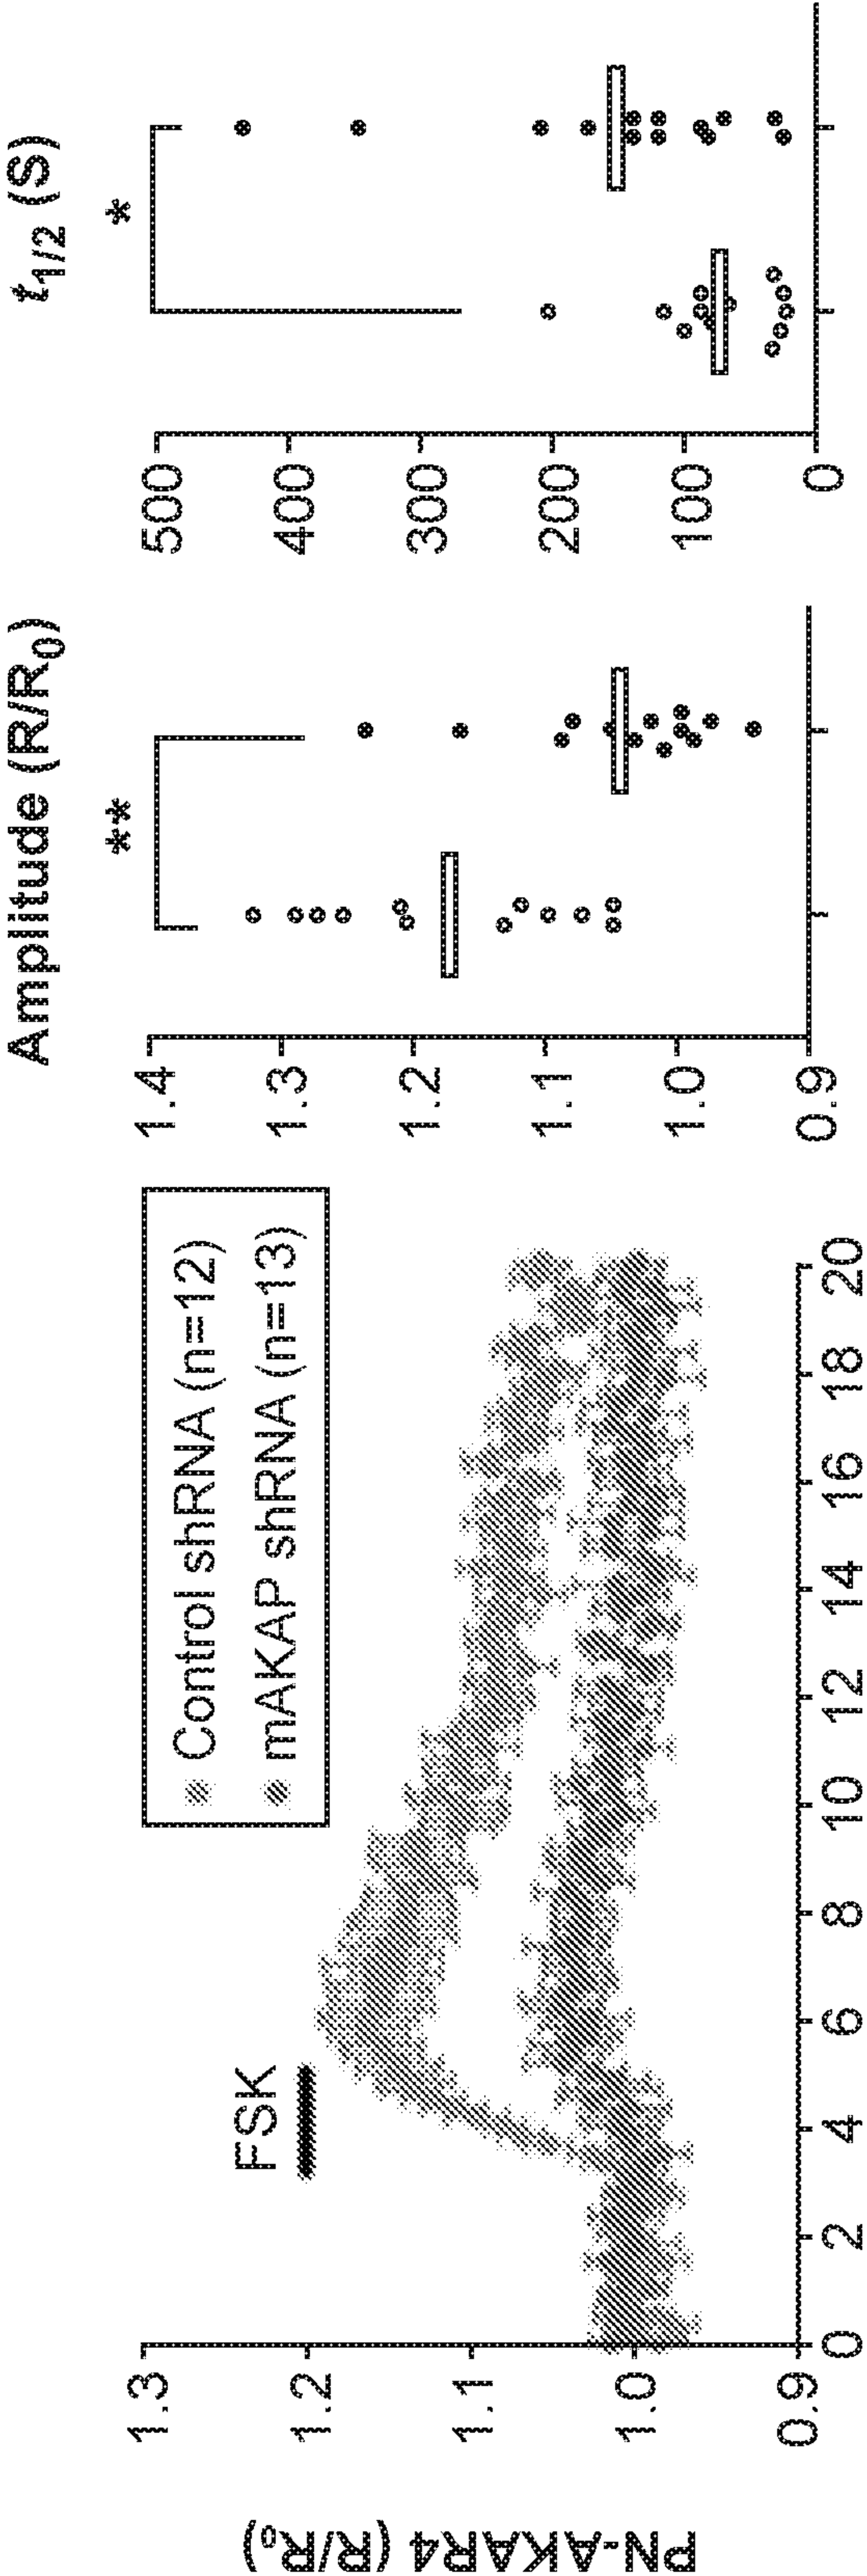 PN-AKAR4 (R/R0)
1.3
1.2
1.1
1.0
0.9
FSK
Control shRNA (n=12)
mAKAP shRNA (n=13)
0 2 4 6 8 10 12 14 16 18 20
Amplitude (R/R0)
**
1.4
1.3
1.2
1.1
1.0
0.9
t1/2 (S)
*
500
400
300
200
100
0